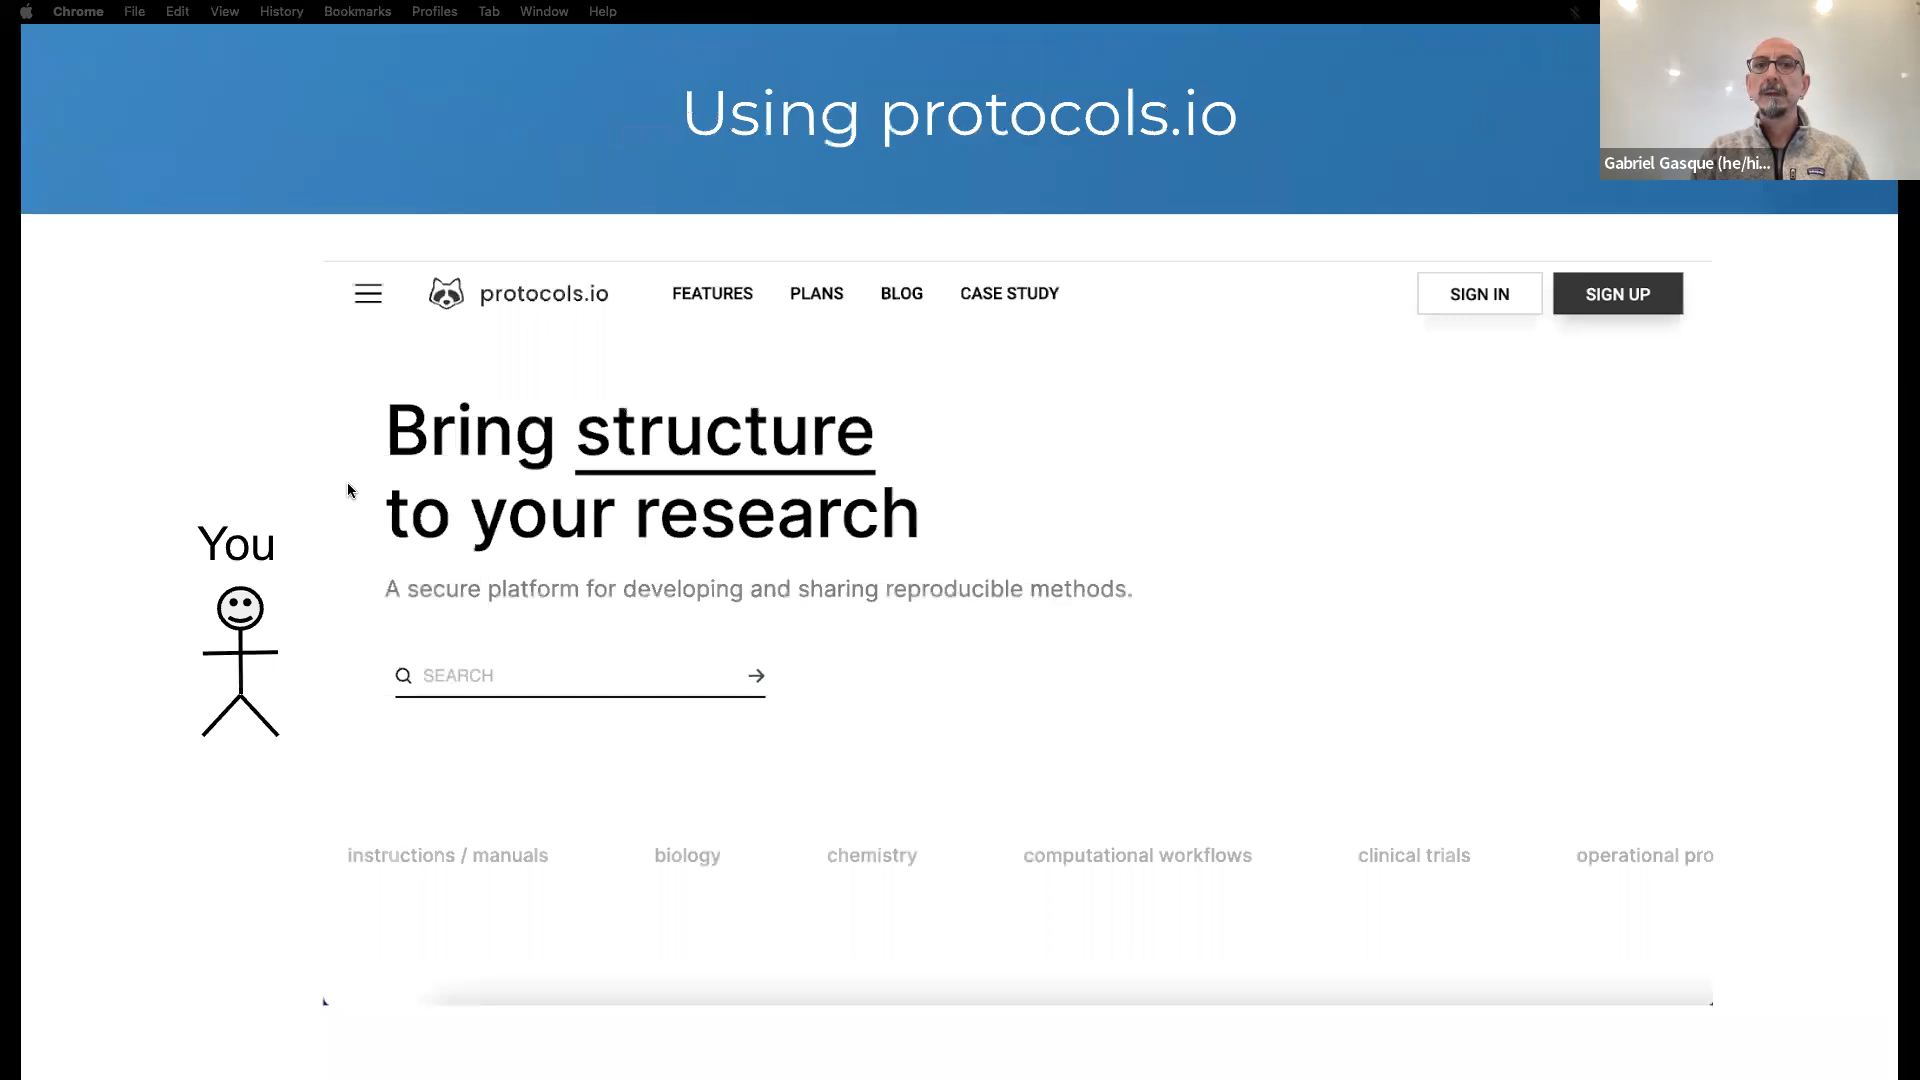 Chrome File Edit View History Bookmarks Profiles Tab Window Help
Using protocols.io
Gabriel Gasque (he/hi...
protocols.io FEATURES PLANS BLOG CASE STUDY SIGN IN SIGN UP
Bring structure
to your research
You
A secure platform for developing and sharing reproducible methods.
SEARCH
instructions / manuals biology chemistry computational workflows clinical trials operational pro